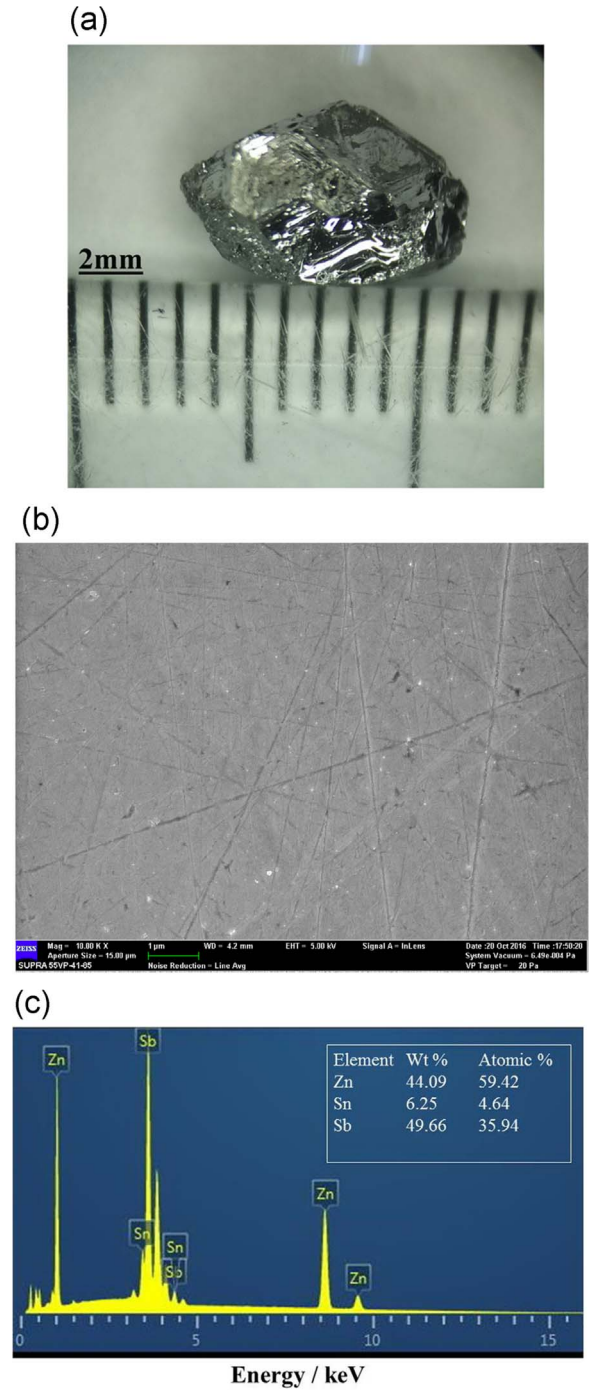 (a)
2mm
(b)
ZEISS
Mag = 10.00 K X
1 µm
WD = 4.2 mm
EHT = 5.00 kV
Signal A = InLens
Date :20 Oct 2016 Time :17:50:20
Aperture Size = 15.00 µm
System Vacuum = 6.49e-004 Pa
SUPRA 55VP-41-85
Noise Reduction = Line Avg
VP Target = 20 Pa
(c)
Element Wt % Atomic %
Zn 44.09 59.42
Sn 6.25 4.64
Sb 49.66 35.94
Zn
Sb
Sn
Sn
Sb
Zn
Zn
0 5 10 15
Energy / keV